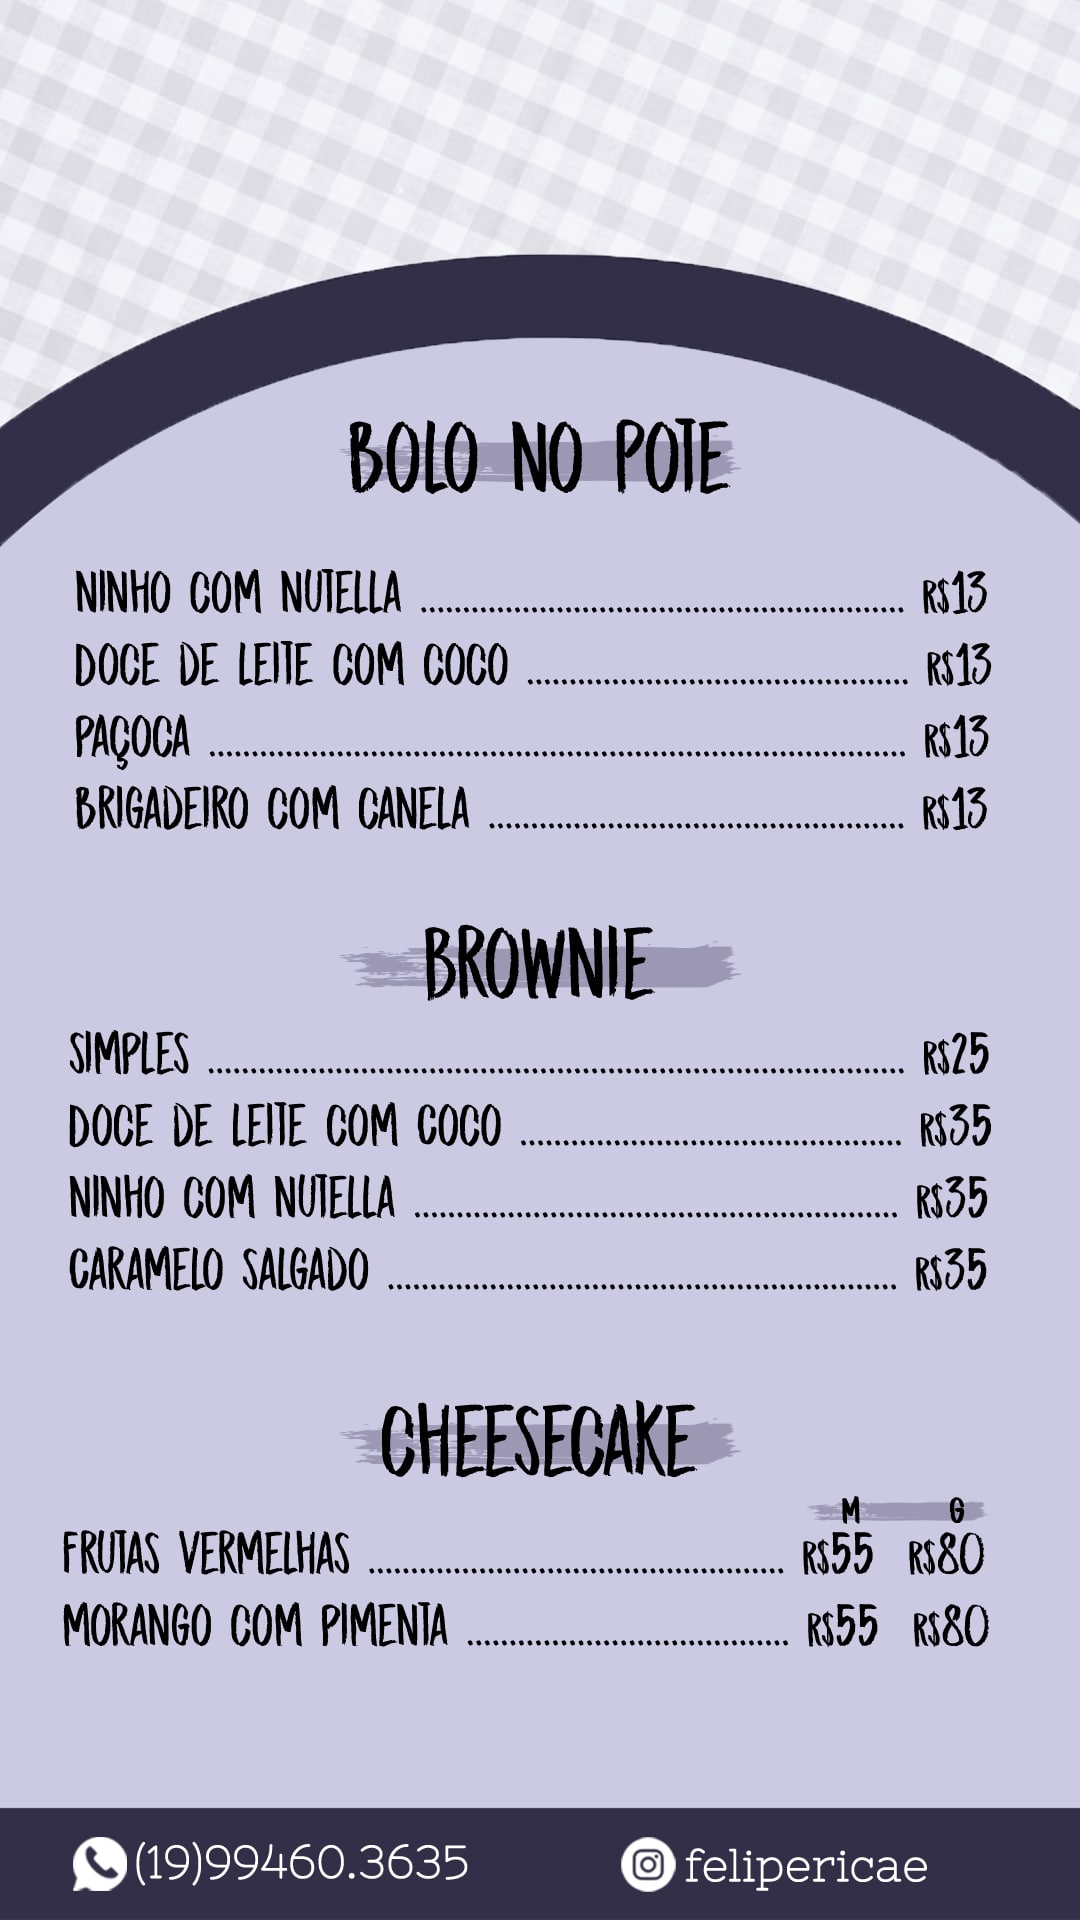 BOLO NO POTE
NINHO COM NUTELLA ........ R$13
DOCE DE LEITE COM COCO ........ R$13
PAÇOCA ........ R$13
BRIGADEIRO COM CANELA ........ R$13
BROWNIE
SIMPLES ........ R$25
DOCE DE LEITE COM COCO ........ R$35
NINHO COM NUTELLA ........ R$35
CARAMELO SALGADO ........ R$35
CHEESECAKE
M G
FRUTAS VERMELHAS ........ R$55 R$80
MORANGO COM PIMENTA ........ R$55 R$80
(19)99460.3635 felipericae